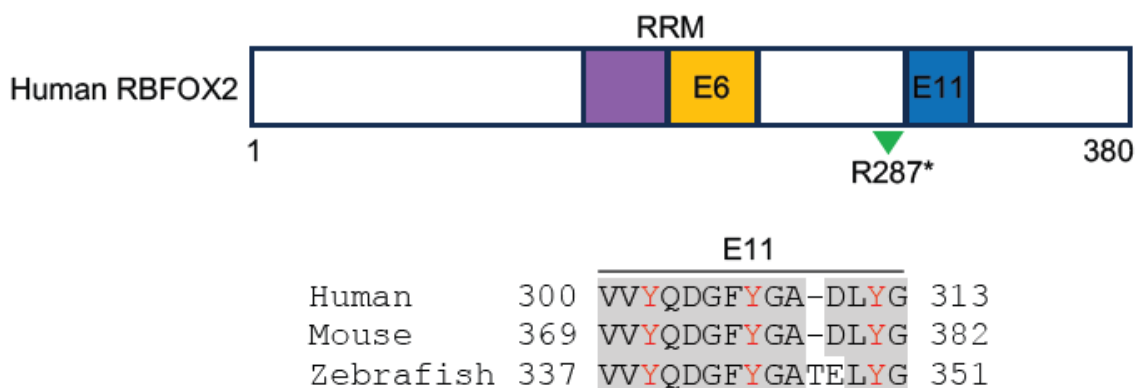 RRM
Human RBFOX2 E6 E11
1 380
R287*
E11
Human 300 VVYQDGFYGA-DLYG 313
Mouse 369 VVYQDGFYGA-DLYG 382
Zebrafish 337 VVYQDGFYGATELYG 351